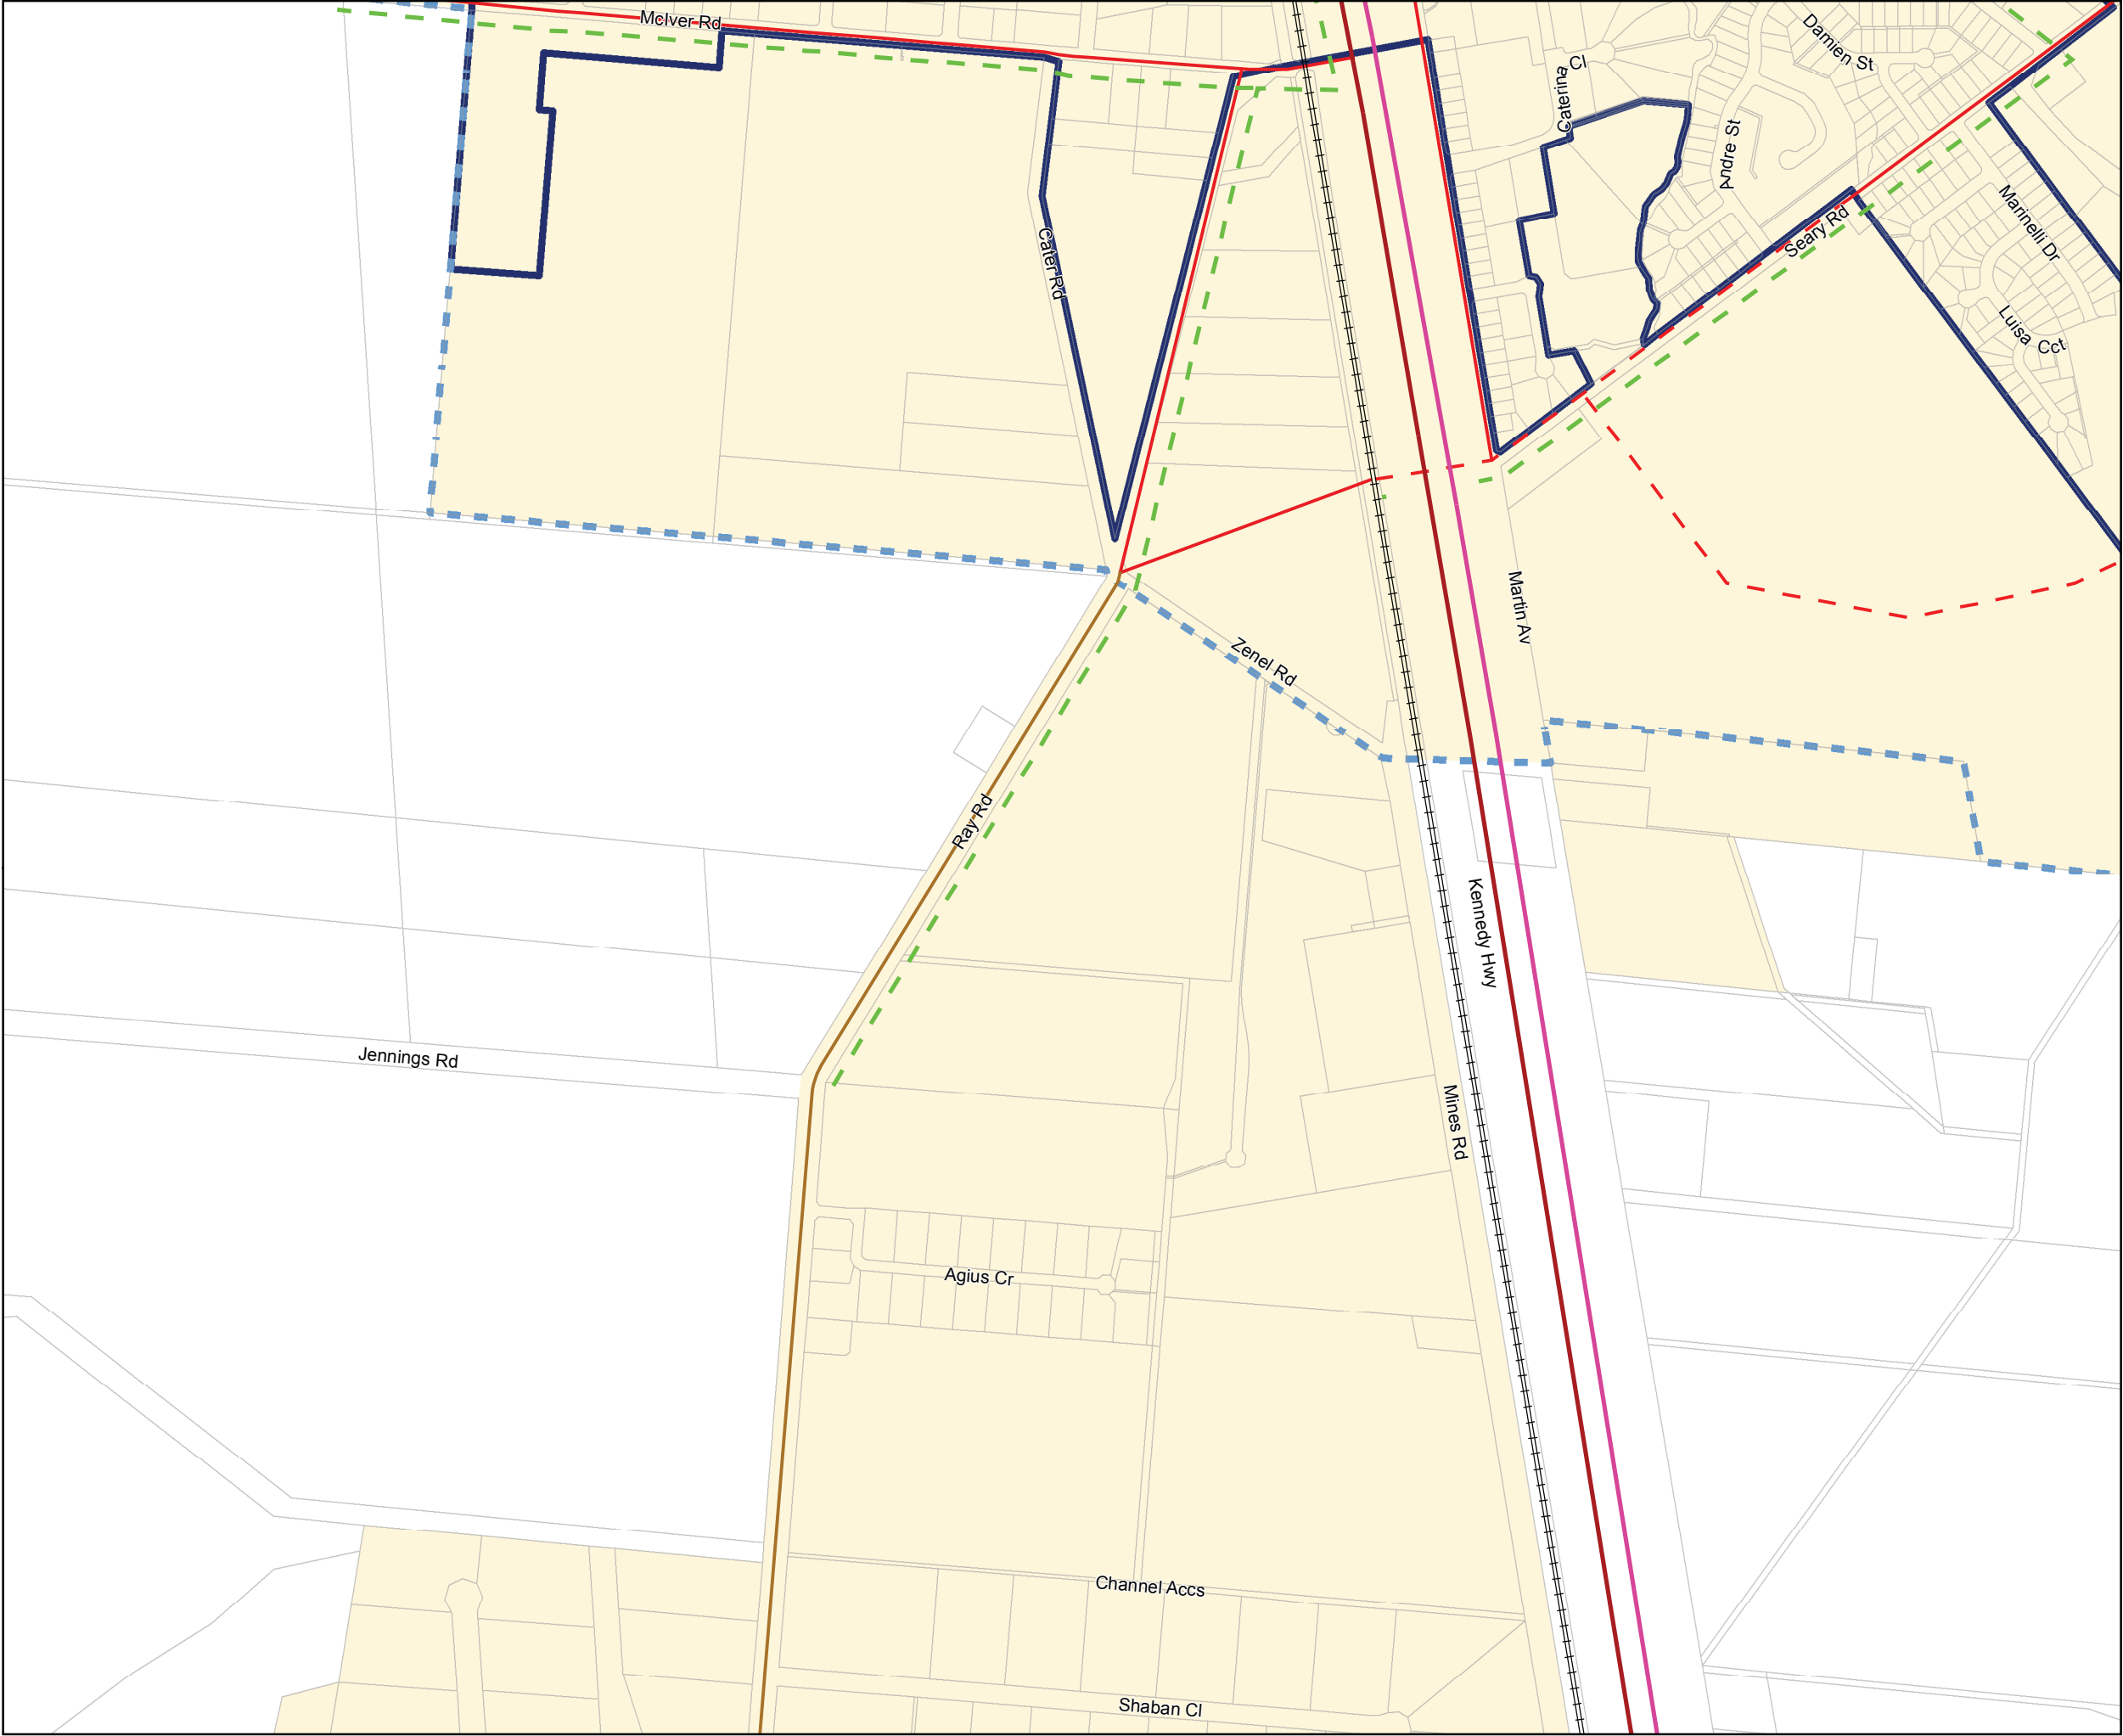 McIver Rd
Damien St
Caterina
Cl
Andre St
Marinelli Dr
Seary Rd
Cater Rd
Luisa
Cct
Martin Av
Zenel Rd
Ray Rd
Kennedy Hwy
Jennings Rd
Mines Rd
Agius Cr
Channel Accs
Shaban Cl